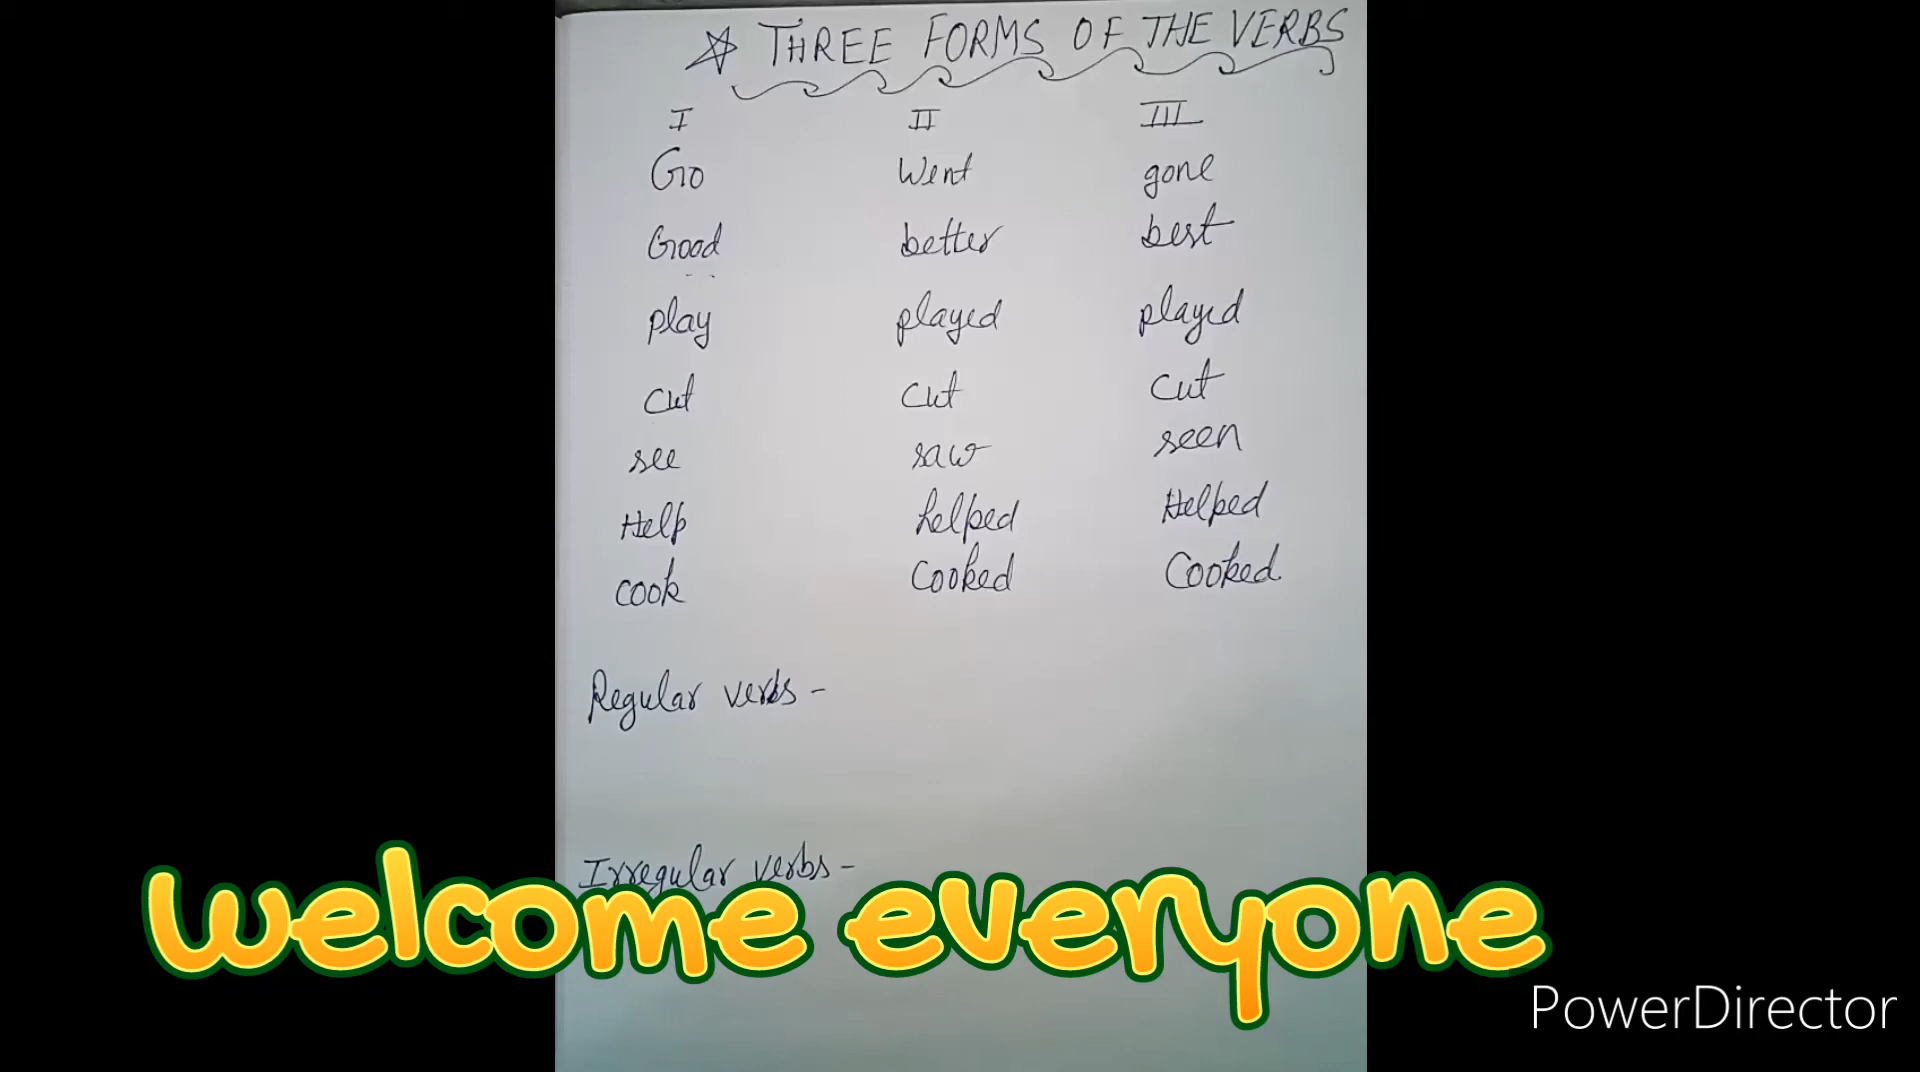 THREE FORMS OF THE VERBS
I II III
Go Went gone
Good better best
play played played
cut cut cut
see saw seen
Help helped Helped
cook Cooked Cooked
Regular verbs -
Irregular verbs -
welcome everyone
PowerDirector